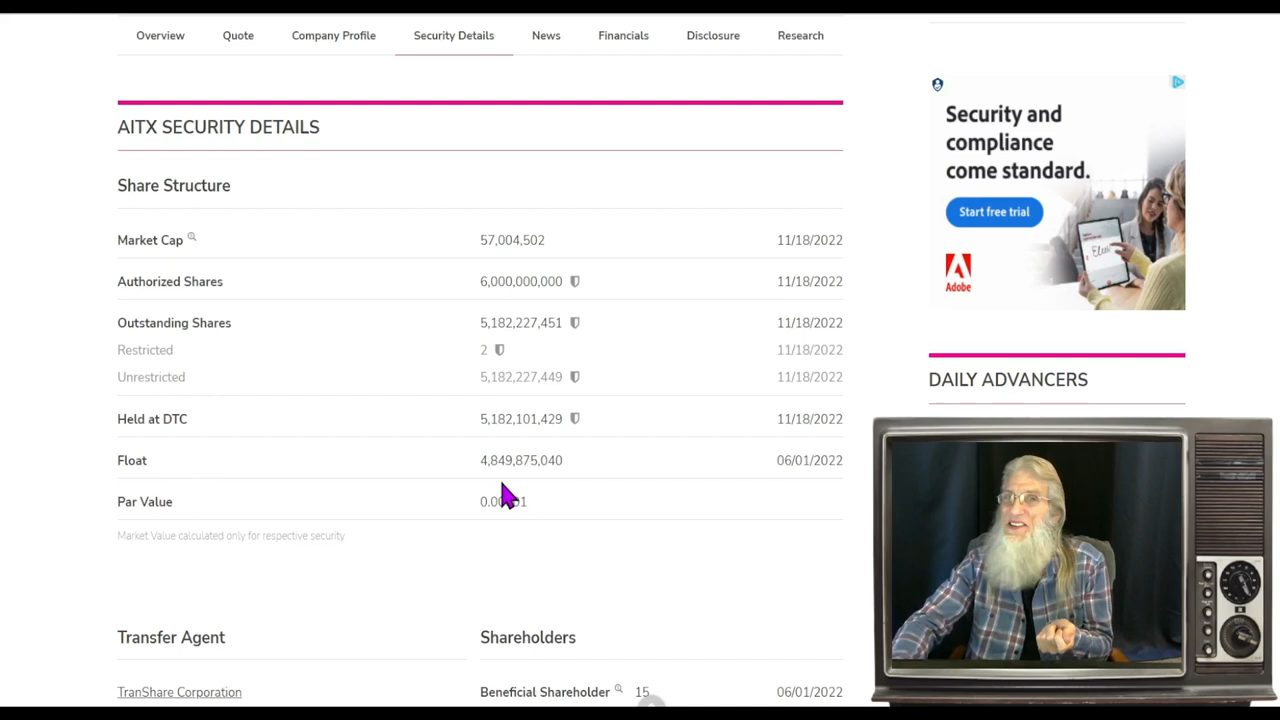 Overview Quote Company Profile Security Details News Financials Disclosure Research
AITX SECURITY DETAILS
Share Structure
Market Cap 57,004,502 11/18/2022
Authorized Shares 6,000,000,000 11/18/2022
Outstanding Shares 5,182,227,451 11/18/2022
Restricted 2 11/18/2022
Unrestricted 5,182,227,449 11/18/2022
Held at DTC 5,182,101,429 11/18/2022
Float 4,849,875,040 06/01/2022
Par Value
Market Value calculated only for respective security
Transfer Agent Shareholders
TranShare Corporation Beneficial Shareholder 15 06/01/2022
Security and
compliance
come standard.
Start free trial
Adobe
DAILY ADVANCERS